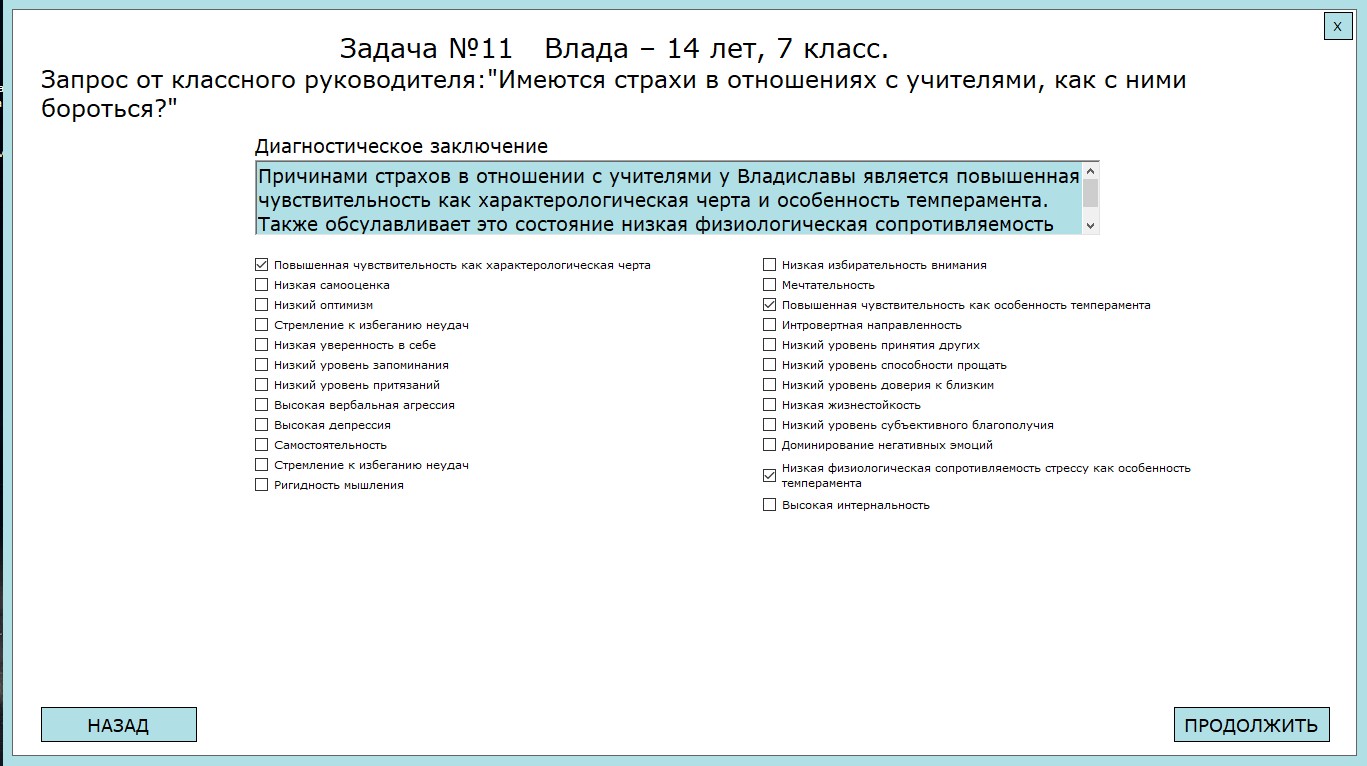 X
Задача №11 Влада – 14 лет, 7 класс.
Запрос от классного руководителя:"Имеются страхи в отношениях с учителями, как с ними
бороться?"
Диагностическое заключение
Причинами страхов в отношении с учителями у Владиславы является повышенная
чувствительность как характерологическая черта и особенность темперамента.
Также обсулавливает это состояние низкая физиологическая сопротивляемость
Повышенная чувствительность как характерологическая черта
Низкая самооценка
Низкий оптимизм
Стремление к избеганию неудач
Низкая уверенность в себе
Низкий уровень запоминания
Низкий уровень притязаний
Высокая вербальная агрессия
Высокая депрессия
Самостоятельность
Стремление к избеганию неудач
Ригидность мышления
Низкая избирательность внимания
Мечтательность
Повышенная чувствительность как особенность темперамента
Интровертная направленность
Низкий уровень принятия других
Низкий уровень способности прощать
Низкий уровень доверия к близким
Низкая жизнестойкость
Низкий уровень субъективного благополучия
Доминирование негативных эмоций
Низкая физиологическая сопротивляемость стрессу как особенность
темперамента
Высокая интернальность
НАЗАД
ПРОДОЛЖИТЬ